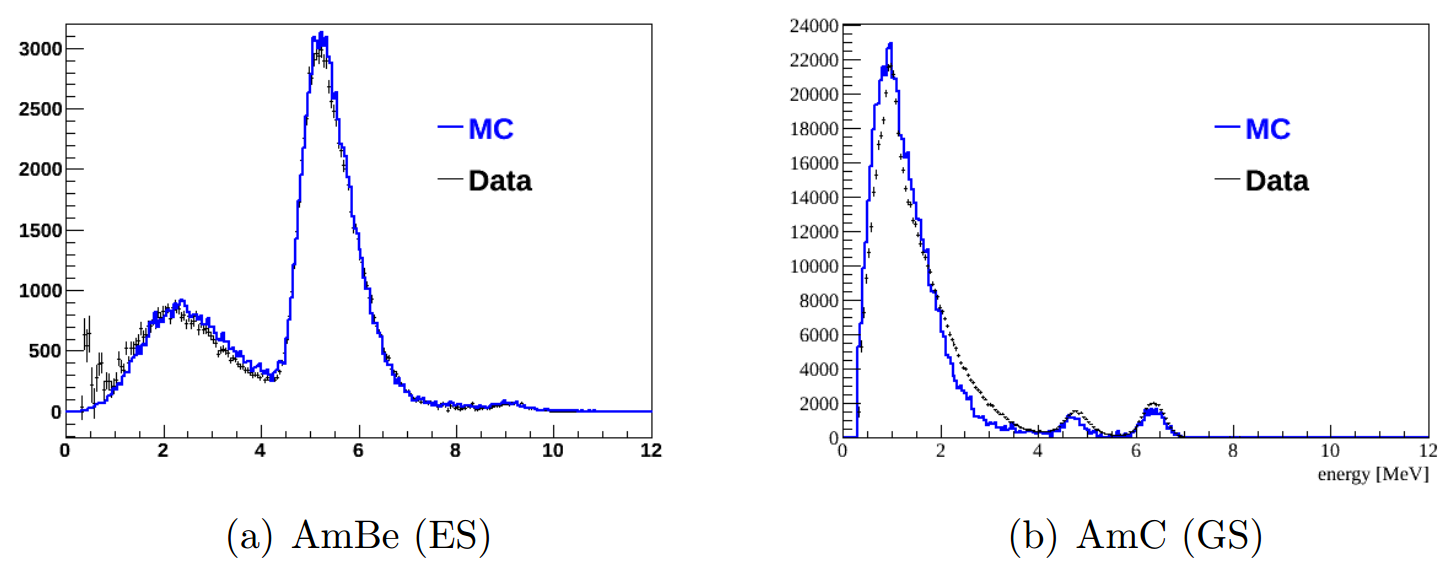 3000
2500
2000
1500
1000
500
0
0 2 4 6 8 10 12
MC
Data
(a) AmBe (ES)
24000
22000
20000
18000
16000
14000
12000
10000
8000
6000
4000
2000
0
0 2 4 6 8 10 12
energy [MeV]
MC
Data
(b) AmC (GS)